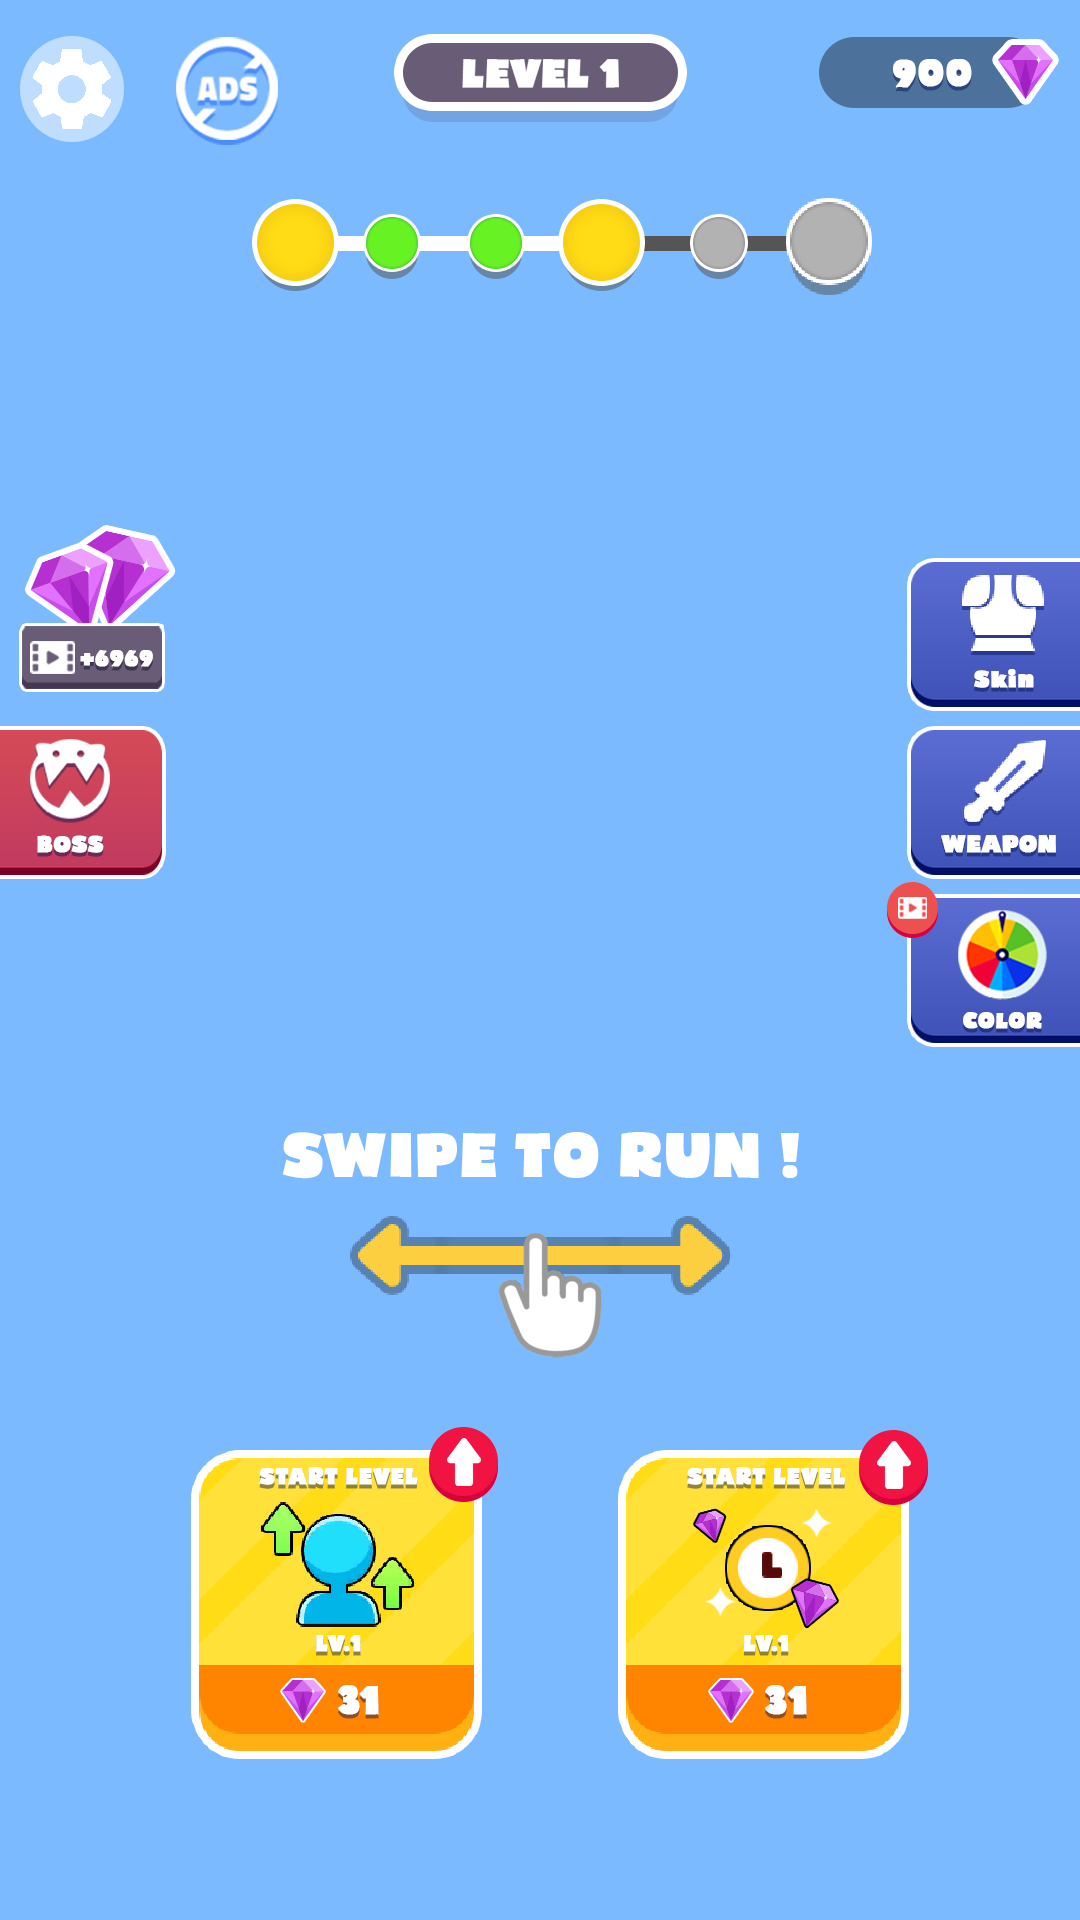 ADS
LEVEL 1
900
+6969
Skin
BOSS
WEAPON
COLOR
SWIPE TO RUN !
START LEVEL
LV.1
31
START LEVEL
LV.1
31